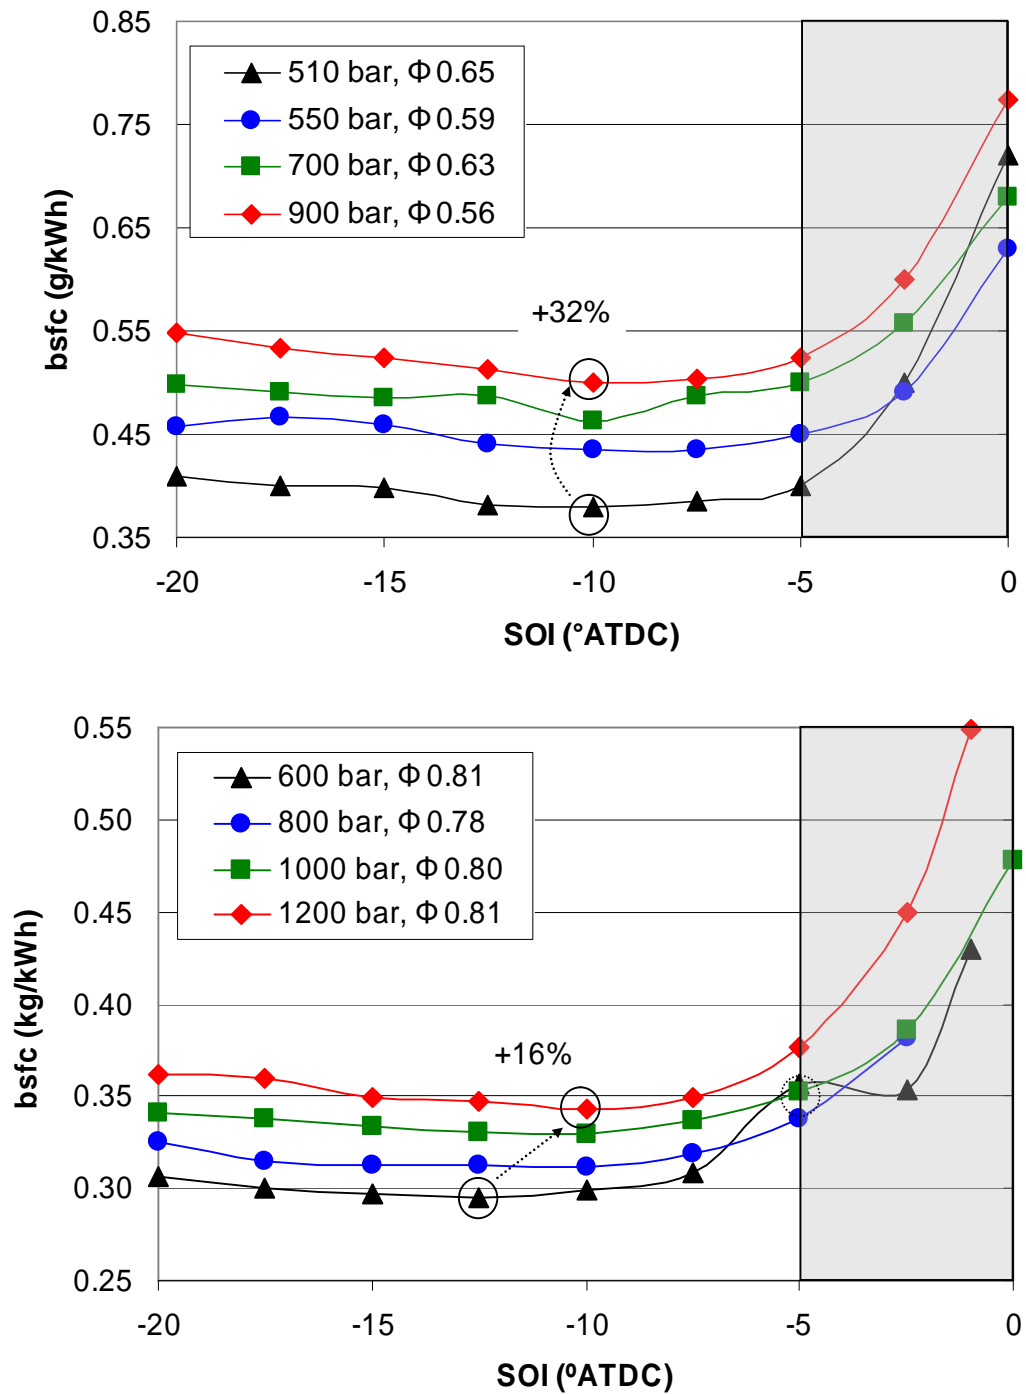 0.85
0.75
0.65
0.55
0.45
0.35
bsfc (g/kWh)
510 bar, Φ 0.65
550 bar, Φ 0.59
700 bar, Φ 0.63
900 bar, Φ 0.56
+32%
-20
-15
-10
-5
0
SOI (°ATDC)
0.55
0.50
0.45
0.40
0.35
0.30
0.25
bsfc (kg/kWh)
600 bar, Φ 0.81
800 bar, Φ 0.78
1000 bar, Φ 0.80
1200 bar, Φ 0.81
+16%
-20
-15
-10
-5
0
SOI (ºATDC)